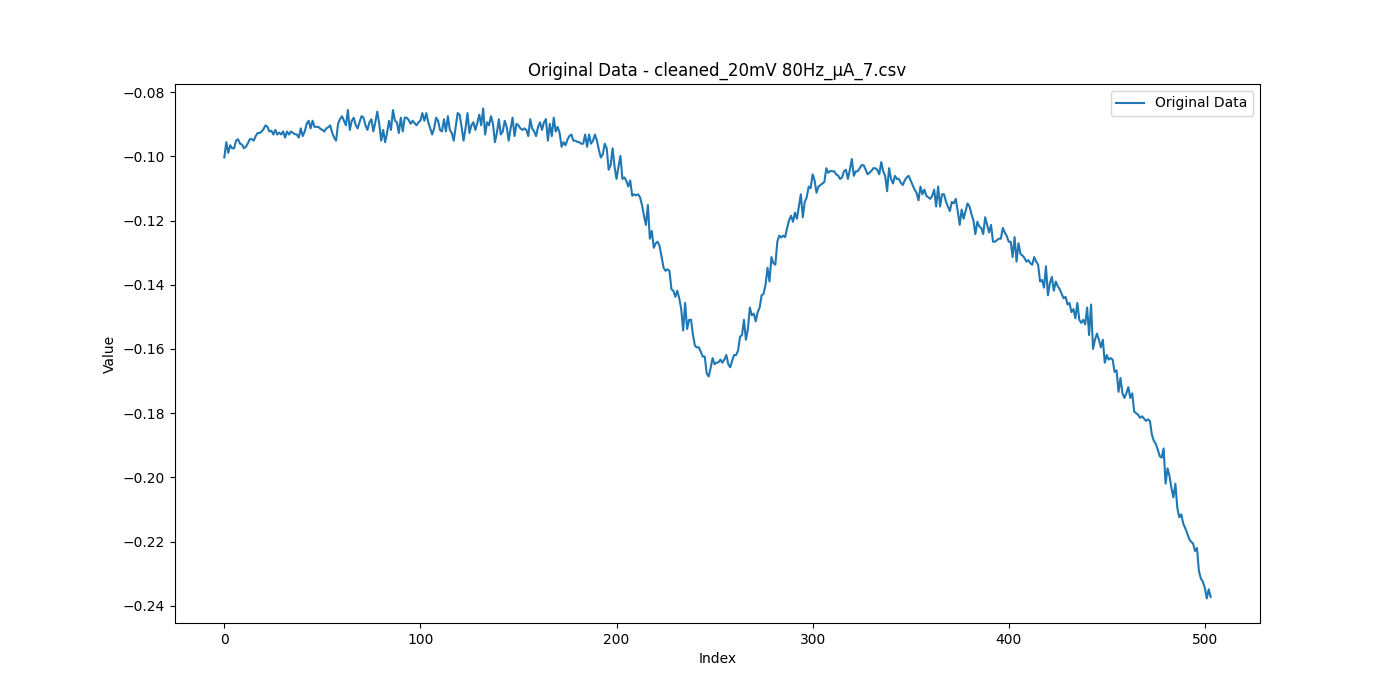 Original Data - cleaned_20mV 80Hz_µA_7.csv
Original Data
Value
−0.08
−0.10
−0.12
−0.14
−0.16
−0.18
−0.20
−0.22
−0.24
0 100 200 300 400 500
Index